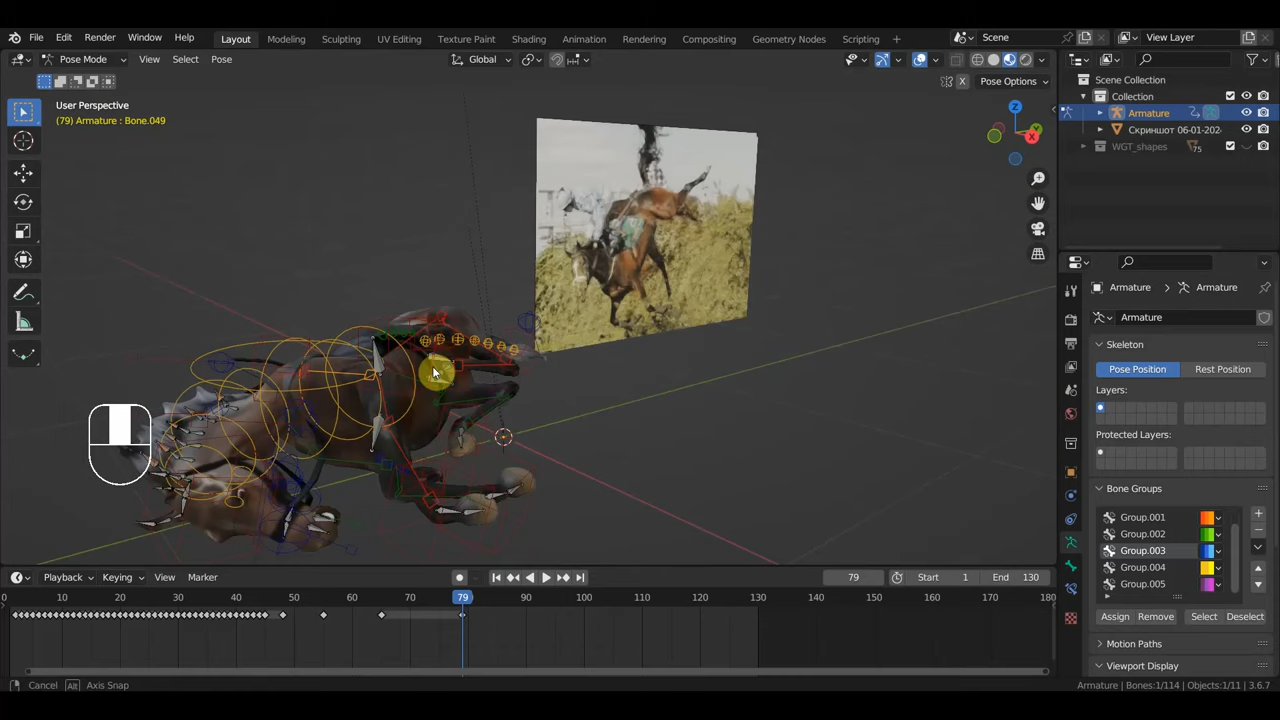 File Edit Render Window Help Layout Modeling Sculpting UV Editing Texture Paint Shading Animation Rendering Compositing Geometry Nodes Scripting + Scene View Layer
Pose Mode View Select Pose Global
X Pose Options
User Perspective
(79) Armature : Bone.049
Scene Collection
Collection
Armature
Скриншот 06-01-202
WGT_shapes 75
Armature > Armature
Armature
Skeleton
Pose Position Rest Position
Layers:
Protected Layers:
Bone Groups
Group.001
Group.002
Group.003
Group.004
Group.005
Assign Remove Select Deselect
Motion Paths
Viewport Display
Playback Keying View Marker 79 Start 1 End 130
0 10 20 30 40 50 60 70 79 90 100 110 120 130 140 150 160 170 180
Cancel Alt Axis Snap Armature | Bones:1/114 | Objects:1/11 | 3.6.7